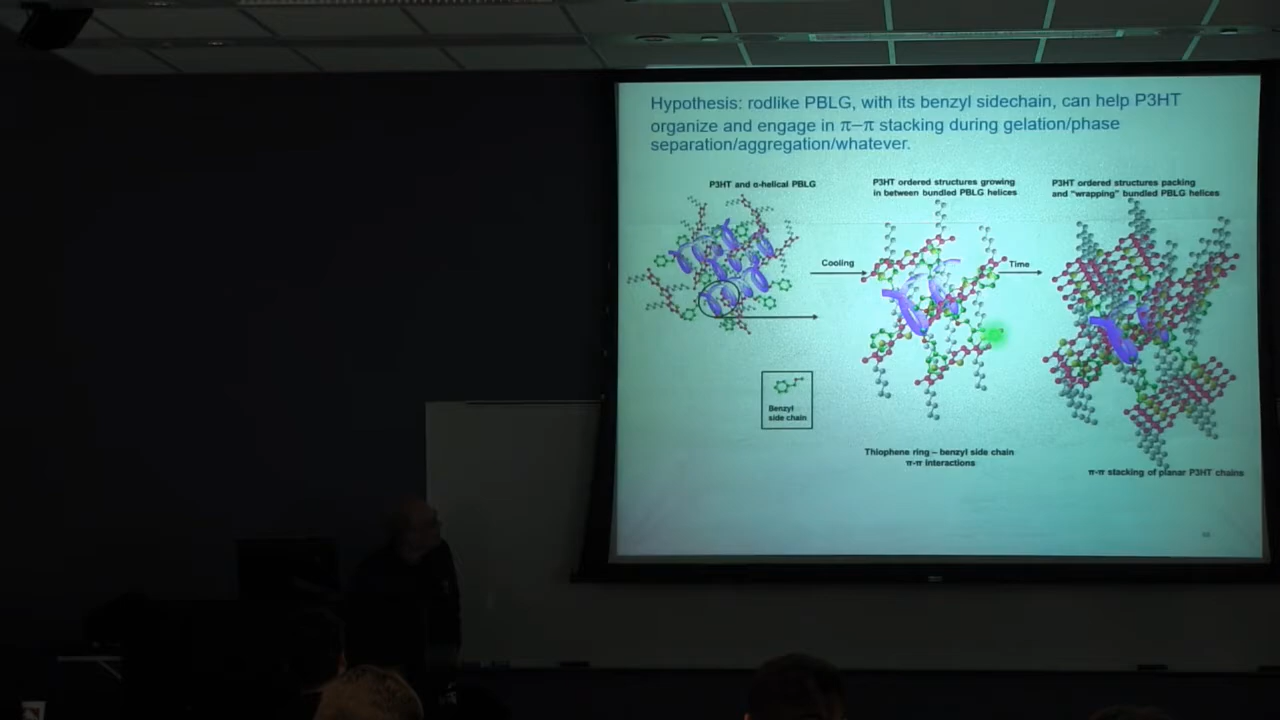 Hypothesis: rodlike PBLG, with its benzyl sidechain, can help P3HT
organize and engage in π–π stacking during gelation/phase
separation/aggregation/whatever.
P3HT and α-helical PBLG
P3HT ordered structures growing
in between bundled PBLG helices
P3HT ordered structures packing
and "wrapping" bundled PBLG helices
Cooling
Time
Benzyl
side chain
Thiophene ring – benzyl side chain
π-π interactions
π-π stacking of planar P3HT chains